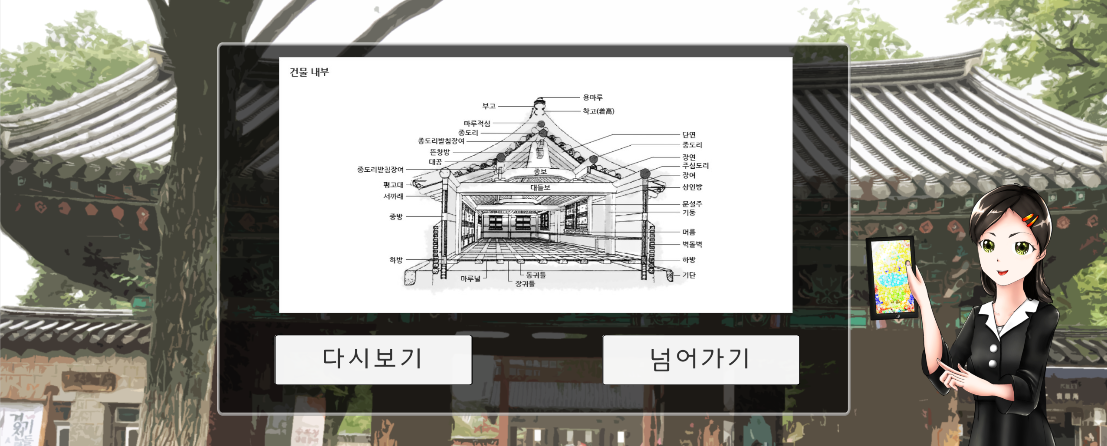 건물 내부
용마루
부고
착고(着高)
마루적심
종도리
단연
종도리받침장여
중도리
뜬창방
장연
대공
주심도리
중도리받침장여
종보
장여
평고대
대들보
상인방
서까래
문설주
중방
기둥
머름
벽돌벽
하방
하방
마루널
동귀틀
장귀틀
기단
다시보기
넘어가기